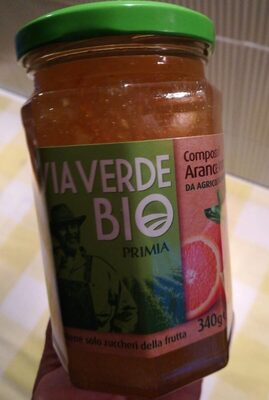 VIAVERDE
BIO
PRIMIA
Compos
Aranc
DA AGRICOL
340g
solo zuccheri della frutta